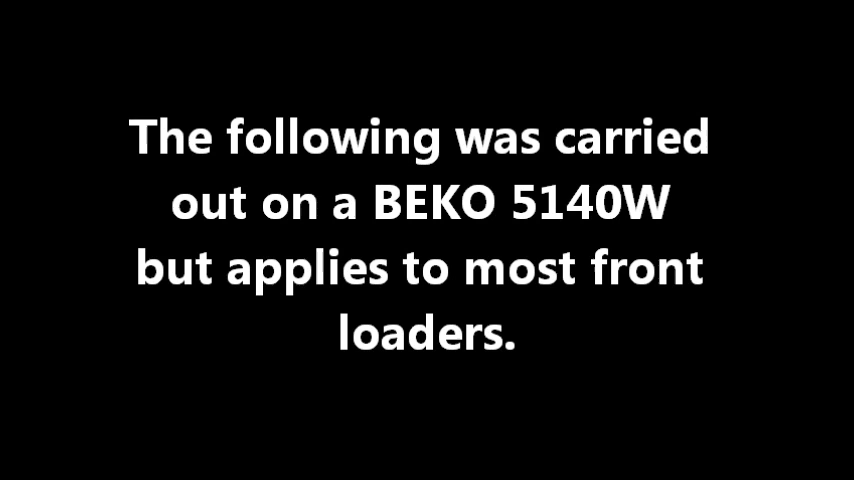 The following was carried
out on a BEKO 5140W
but applies to most front
loaders.